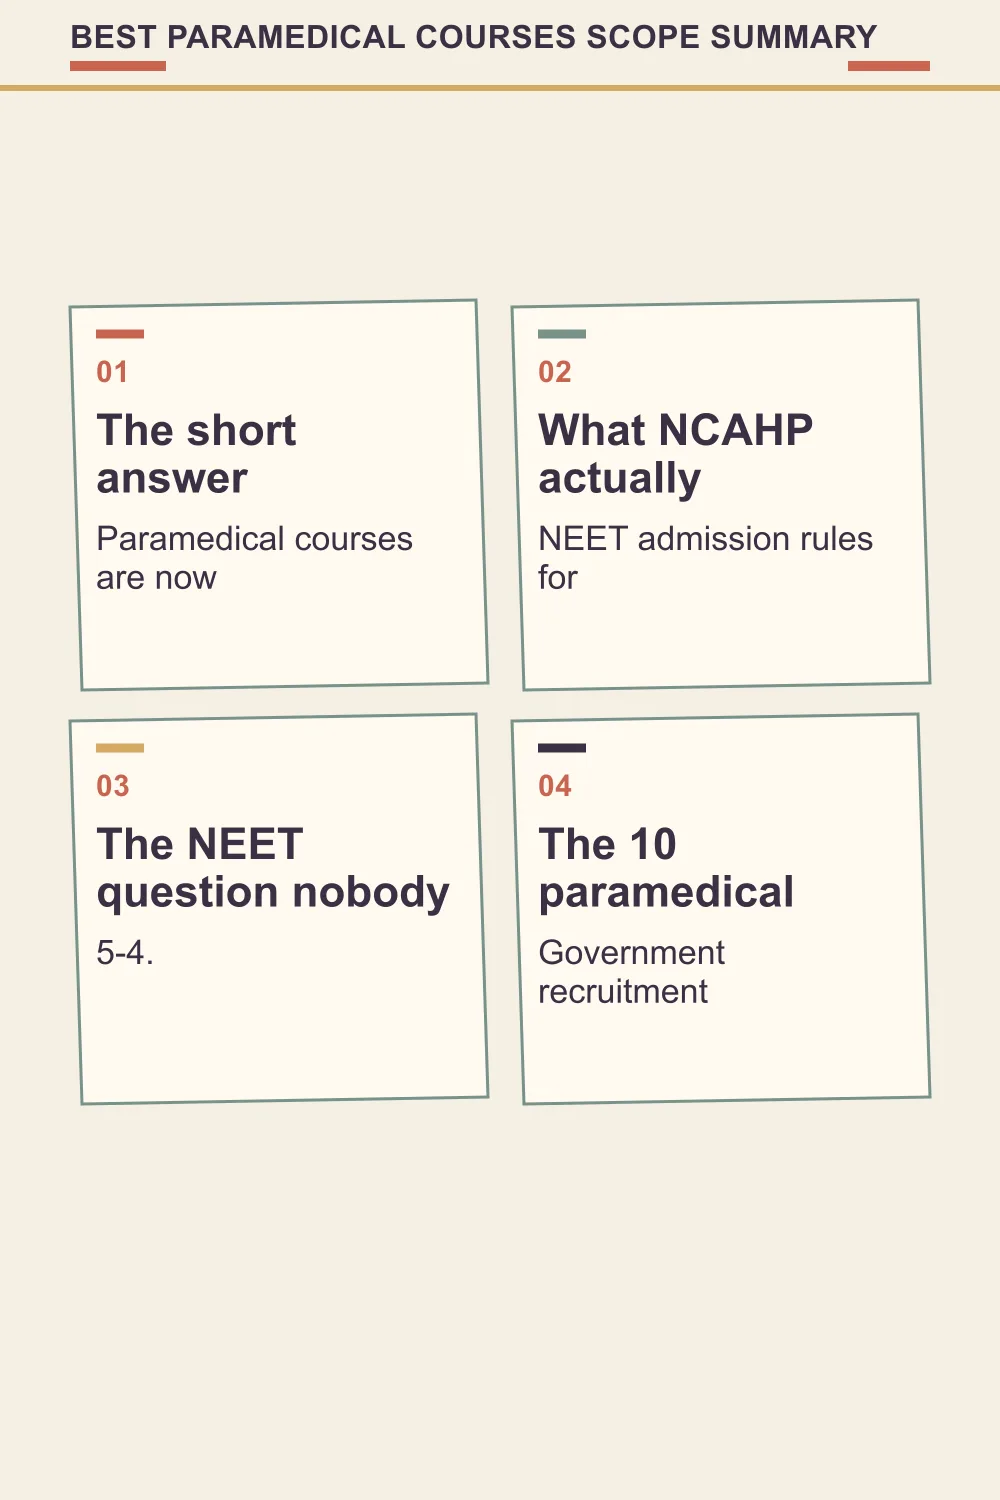 BEST PARAMEDICAL COURSES SCOPE SUMMARY
01
The short
answer
Paramedical courses
are now
02
What NCAHP
actually
NEET admission rules
for
03
The NEET
question nobody
5-4.
04
The 10
paramedical
Government
recruitment